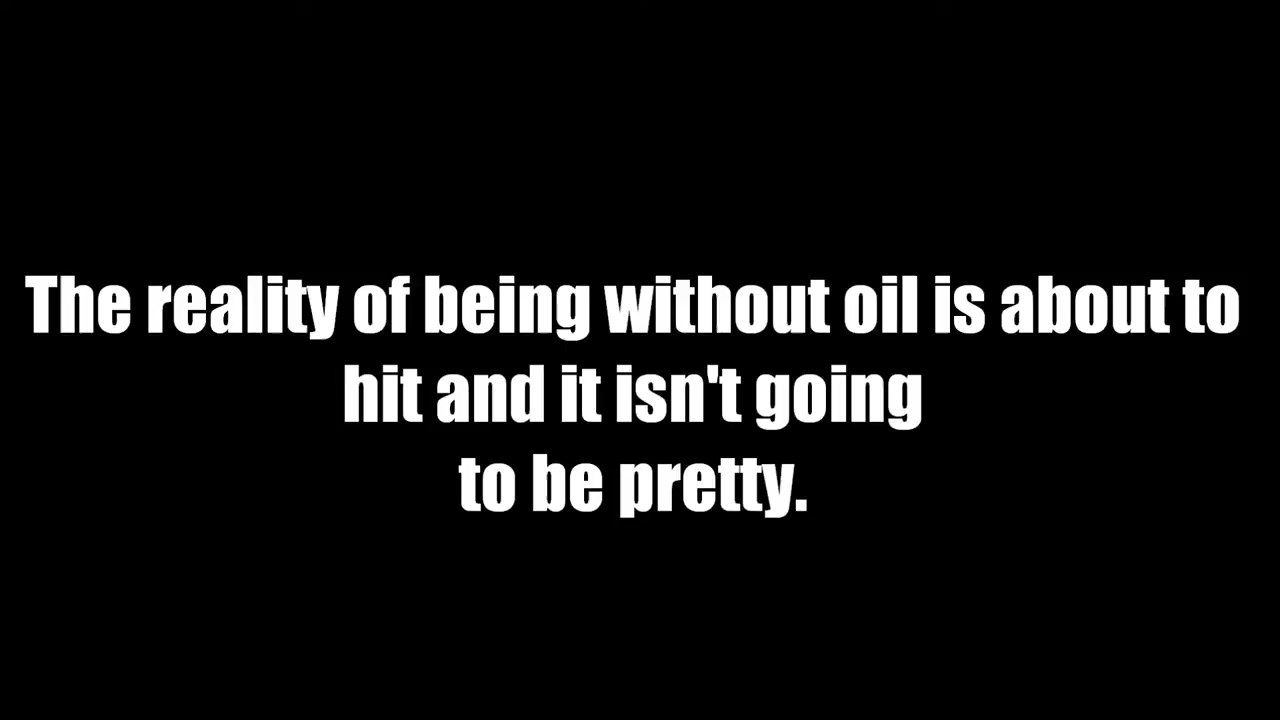 The reality of being without oil is about to
hit and it isn't going
to be pretty.